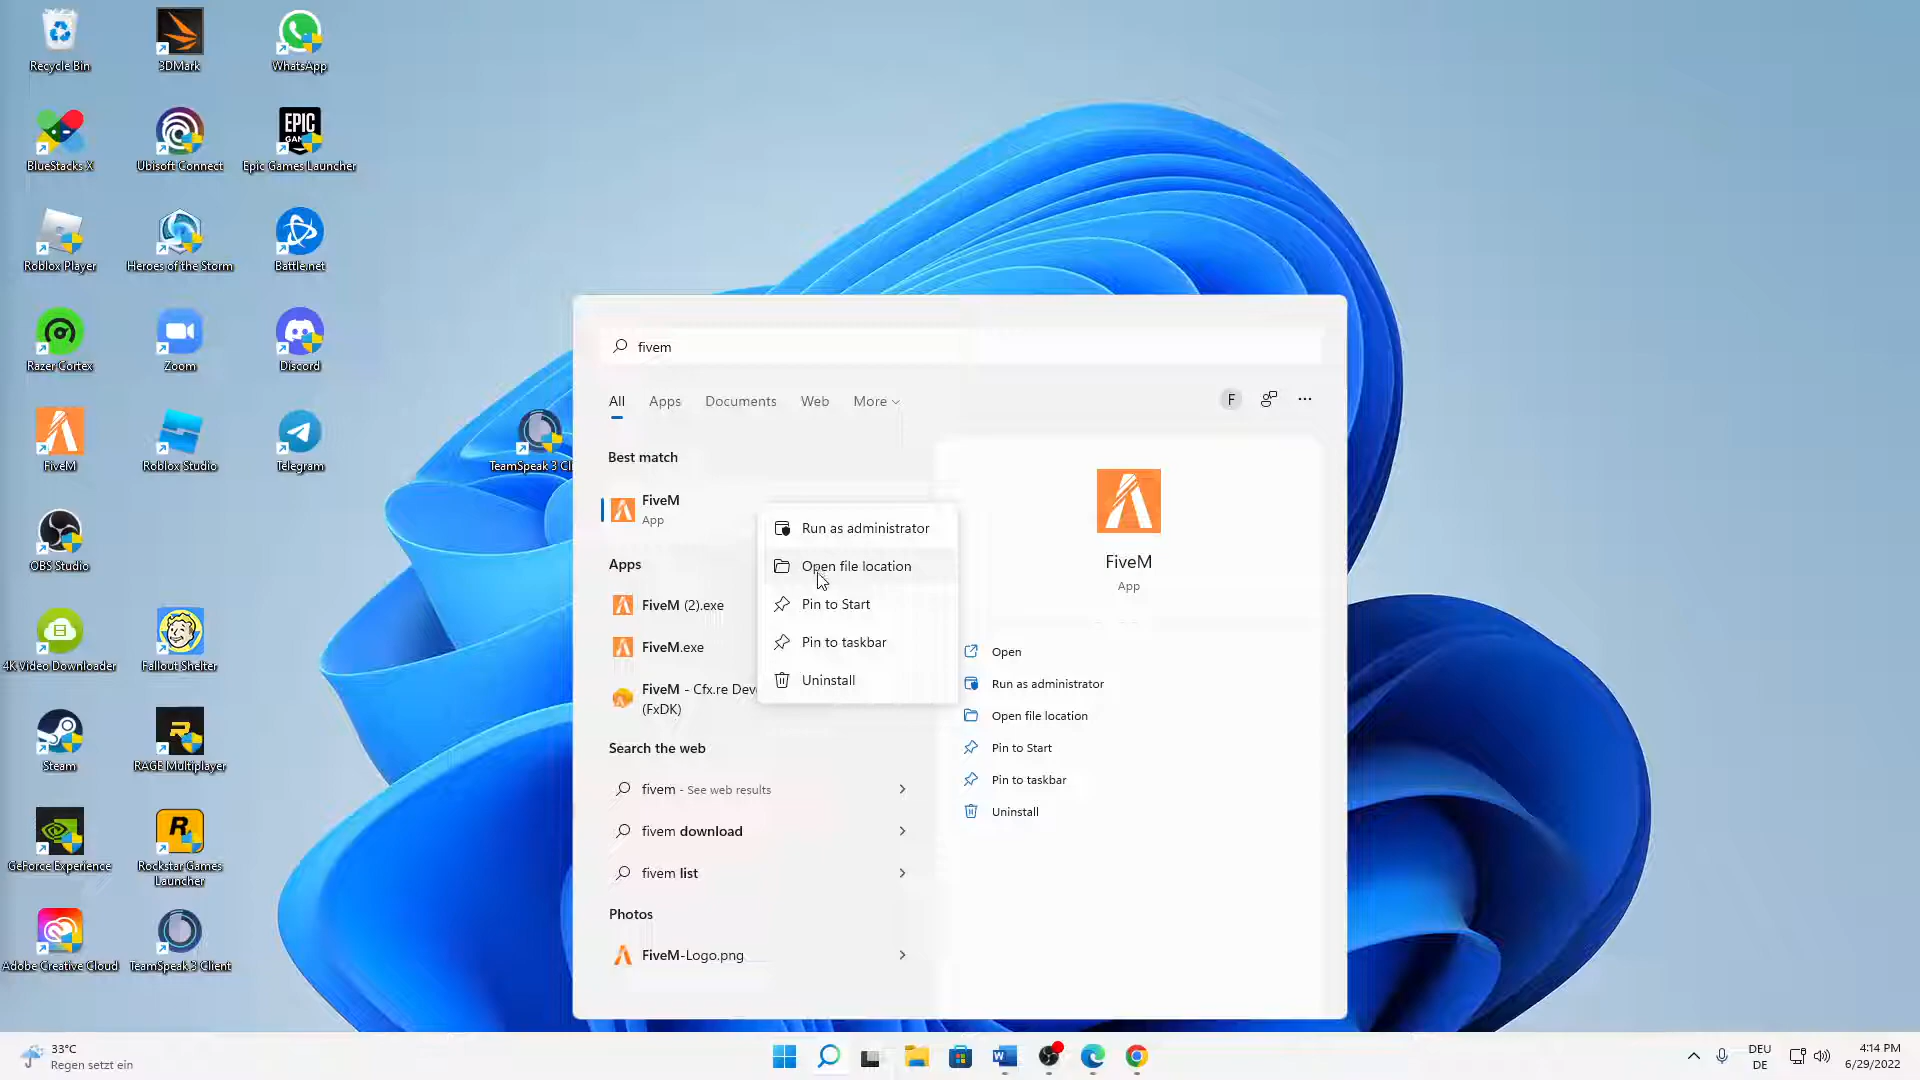 Recycle Bin
3DMark
WhatsApp
BlueStacks X
Ubisoft Connect
EPIC
GAMES
Epic Games Launcher
Roblox Player
Heroes of the Storm
Battle.net
Razer Cortex
Zoom
Discord
FiveM
Roblox Studio
Telegram
TeamSpeak 3 Cli
OBS Studio
4K Video Downloader
Fallout Shelter
Steam
RAGE Multiplayer
GeForce Experience
Rockstar Games
Launcher
Adobe Creative Cloud
TeamSpeak 3 Client
fivem
All
Apps
Documents
Web
More
F
Best match
FiveM
App
Apps
FiveM (2).exe
FiveM.exe
FiveM - Cfx.re Dev
(FxDK)
Search the web
fivem - See web results
fivem download
fivem list
Photos
FiveM-Logo.png
Run as administrator
Open file location
Pin to Start
Pin to taskbar
Uninstall
FiveM
App
Open
Run as administrator
Open file location
Pin to Start
Pin to taskbar
Uninstall
33°C
Regen setzt ein
DEU
DE
4:14 PM
6/29/2022